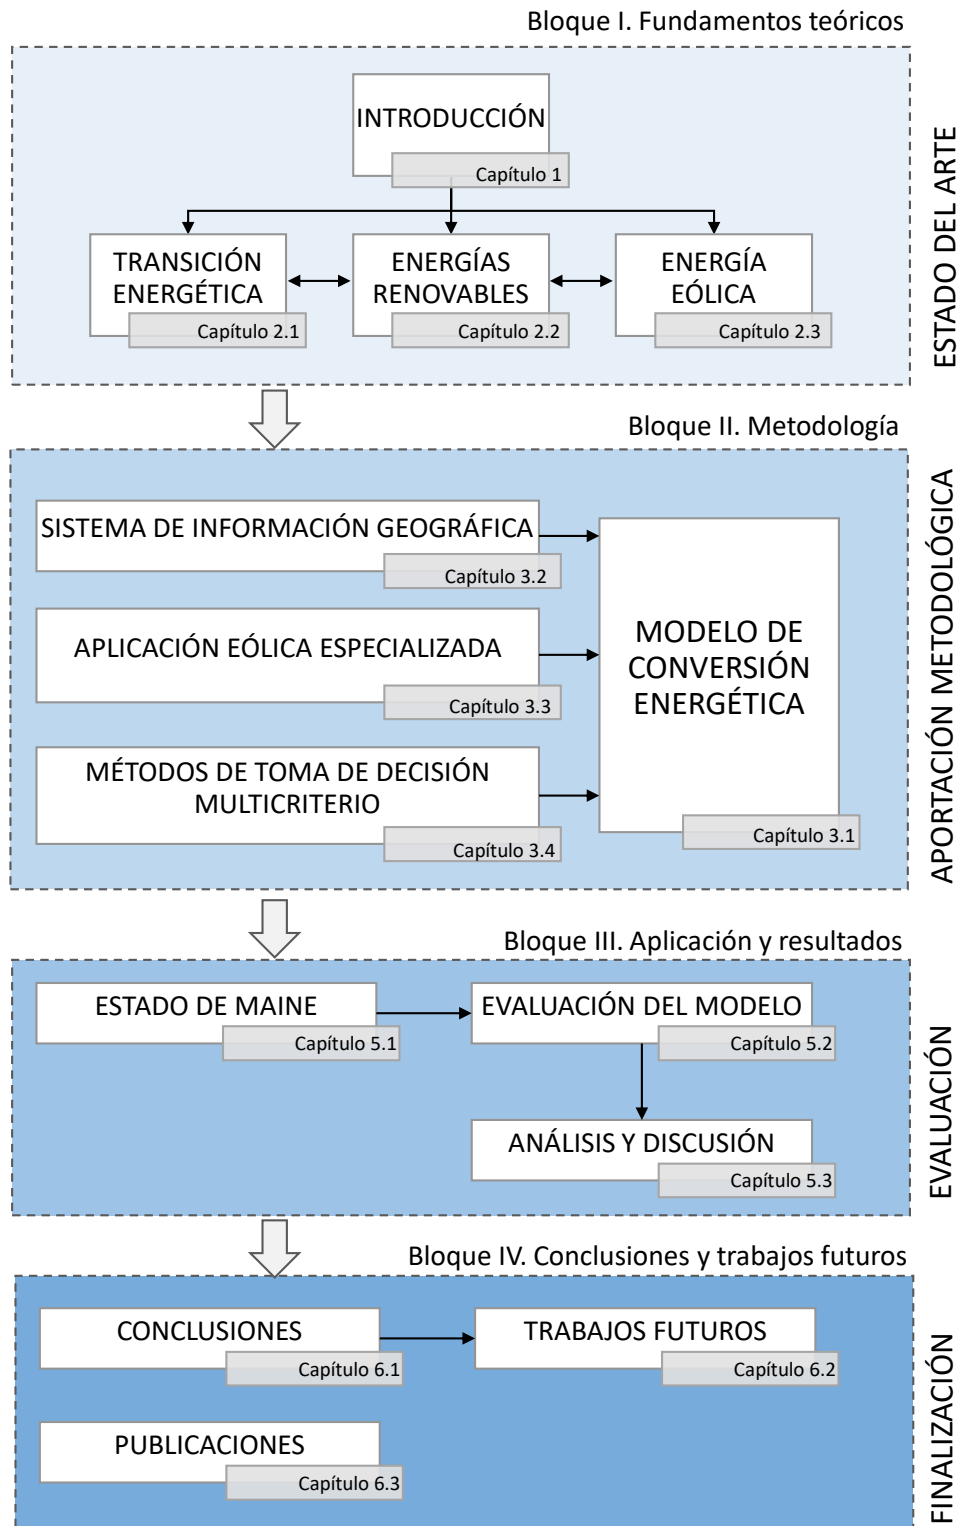 Bloque I. Fundamentos teóricos
INTRODUCCIÓN
Capítulo 1
TRANSICIÓN
ENERGÉTICA
Capítulo 2.1
ENERGÍAS
RENOVABLES
Capítulo 2.2
ENERGÍA
EÓLICA
Capítulo 2.3
ESTADO DEL ARTE
Bloque II. Metodología
SISTEMA DE INFORMACIÓN GEOGRÁFICA
Capítulo 3.2
APLICACIÓN EÓLICA ESPECIALIZADA
Capítulo 3.3
MÉTODOS DE TOMA DE DECISIÓN
MULTICRITERIO
Capítulo 3.4
MODELO DE
CONVERSIÓN
ENERGÉTICA
Capítulo 3.1
APORTACIÓN METODOLÓGICA
Bloque III. Aplicación y resultados
ESTADO DE MAINE
Capítulo 5.1
EVALUACIÓN DEL MODELO
Capítulo 5.2
ANÁLISIS Y DISCUSIÓN
Capítulo 5.3
EVALUACIÓN
Bloque IV. Conclusiones y trabajos futuros
CONCLUSIONES
Capítulo 6.1
TRABAJOS FUTUROS
Capítulo 6.2
PUBLICACIONES
Capítulo 6.3
FINALIZACIÓN